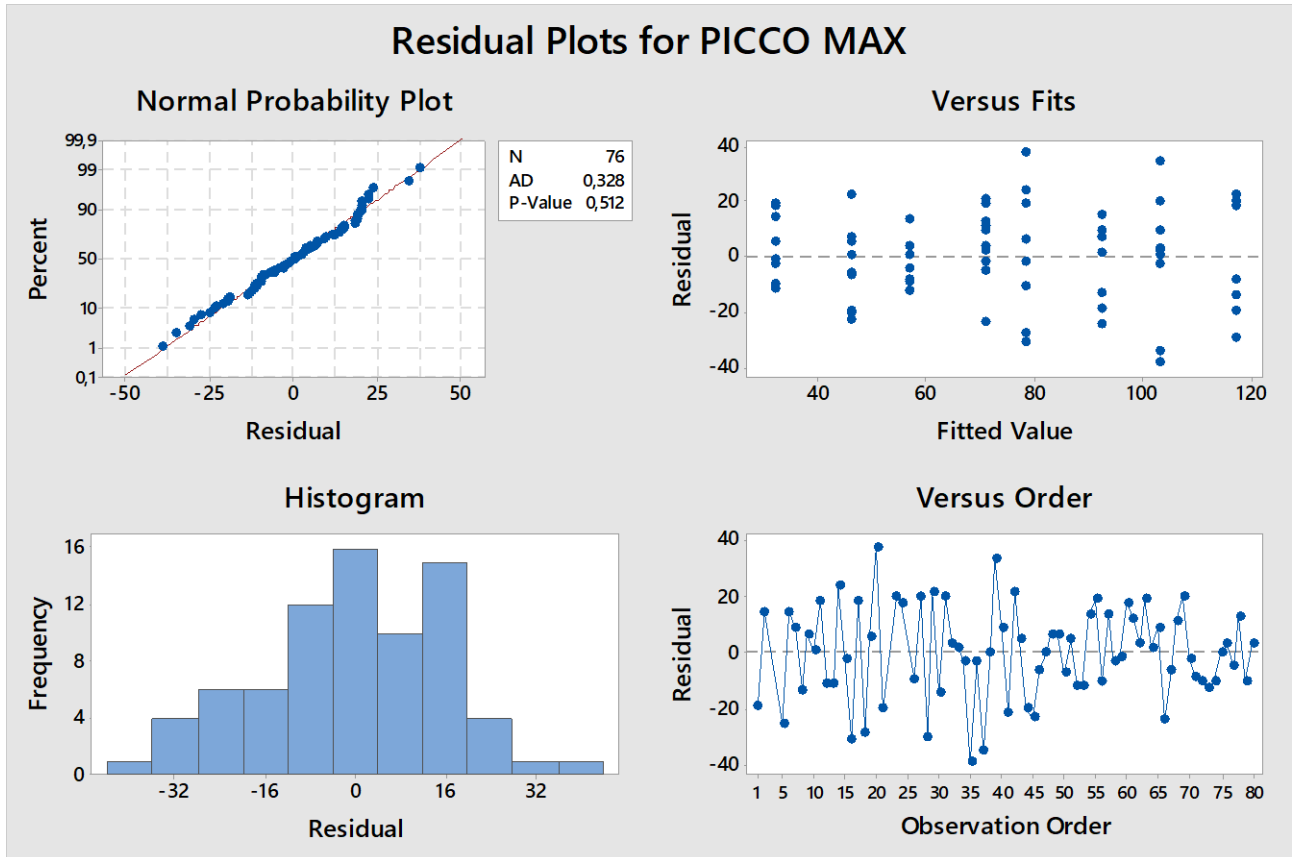 Residual Plots for PICCO MAX
Normal Probability Plot
99,9
99
90
50
10
1
0,1
Percent
-50 -25 0 25 50
Residual
N 76
AD 0,328
P-Value 0,512
Versus Fits
40
20
0
-20
-40
Residual
40 60 80 100 120
Fitted Value
Histogram
16
12
8
4
0
Frequency
-32 -16 0 16 32
Residual
Versus Order
40
20
0
-20
-40
Residual
1 5 10 15 20 25 30 35 40 45 50 55 60 65 70 75 80
Observation Order